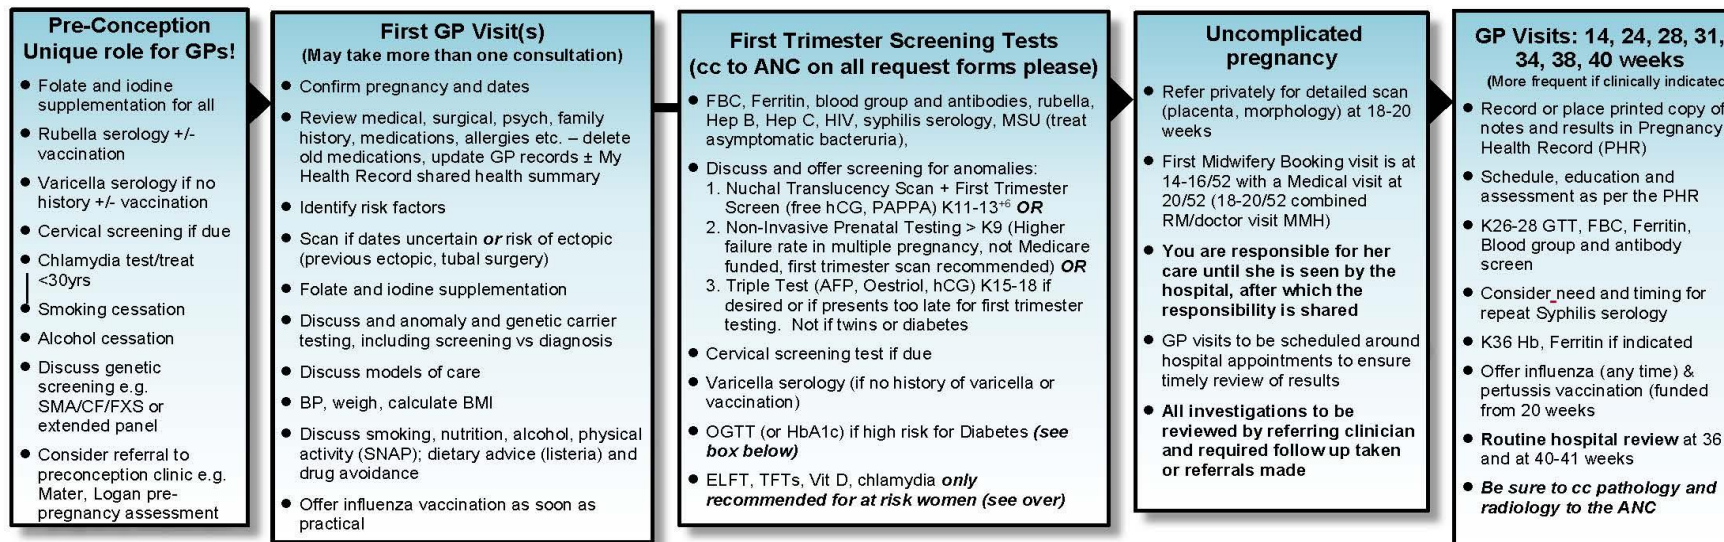 Pre-Conception
Unique role for GPs!
● Folate and iodine
supplementation for all
● Rubella serology +/-
vaccination
● Varicella serology if no
history +/- vaccination
● Cervical screening if due
● Chlamydia test/treat
<30yrs
● Smoking cessation
● Alcohol cessation
● Discuss genetic
screening e.g.
SMA/CF/FXS or
extended panel
● Consider referral to
preconception clinic e.g.
Mater, Logan pre-
pregnancy assessment
First GP Visit(s)
(May take more than one consultation)
● Confirm pregnancy and dates
● Review medical, surgical, psych, family
history, medications, allergies etc. – delete
old medications, update GP records ± My
Health Record shared health summary
● Identify risk factors
● Scan if dates uncertain or risk of ectopic
(previous ectopic, tubal surgery)
● Folate and iodine supplementation
● Discuss and anomaly and genetic carrier
testing, including screening vs diagnosis
● Discuss models of care
● BP, weigh, calculate BMI
● Discuss smoking, nutrition, alcohol, physical
activity (SNAP); dietary advice (listeria) and
drug avoidance
● Offer influenza vaccination as soon as
practical
First Trimester Screening Tests
(cc to ANC on all request forms please)
● FBC, Ferritin, blood group and antibodies, rubella,
Hep B, Hep C, HIV, syphilis serology, MSU (treat
asymptomatic bacteruria),
● Discuss and offer screening for anomalies:
1. Nuchal Translucency Scan + First Trimester
Screen (free hCG, PAPPA) K11-13+6 OR
2. Non-Invasive Prenatal Testing > K9 (Higher
failure rate in multiple pregnancy, not Medicare
funded, first trimester scan recommended) OR
3. Triple Test (AFP, Oestriol, hCG) K15-18 if
desired or if presents too late for first trimester
testing. Not if twins or diabetes
● Cervical screening test if due
● Varicella serology (if no history of varicella or
vaccination)
● OGTT (or HbA1c) if high risk for Diabetes (see
box below)
● ELFT, TFTs, Vit D, chlamydia only
recommended for at risk women (see over)
Uncomplicated
pregnancy
● Refer privately for detailed scan
(placenta, morphology) at 18-20
weeks
● First Midwifery Booking visit is at
14-16/52 with a Medical visit at
20/52 (18-20/52 combined
RM/doctor visit MMH)
● You are responsible for her
care until she is seen by the
hospital, after which the
responsibility is shared
● GP visits to be scheduled around
hospital appointments to ensure
timely review of results
● All investigations to be
reviewed by referring clinician
and required follow up taken
or referrals made
GP Visits: 14, 24, 28, 31,
34, 38, 40 weeks
(More frequent if clinically indicated
● Record or place printed copy of
notes and results in Pregnancy
Health Record (PHR)
● Schedule, education and
assessment as per the PHR
● K26-28 GTT, FBC, Ferritin,
Blood group and antibody
screen
● Consider need and timing for
repeat Syphilis serology
● K36 Hb, Ferritin if indicated
● Offer influenza (any time) &
pertussis vaccination (funded
from 20 weeks
● Routine hospital review at 36
and at 40-41 weeks
● Be sure to cc pathology and
radiology to the ANC